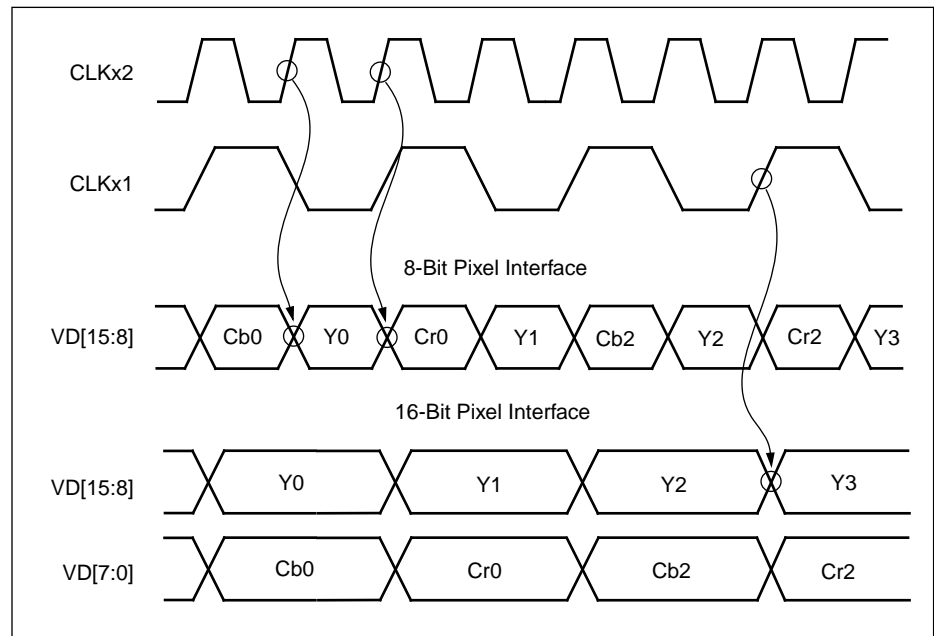 CLKx2
CLKx1
8-Bit Pixel Interface
VD[15:8] Cb0 Y0 Cr0 Y1 Cb2 Y2 Cr2 Y3
16-Bit Pixel Interface
VD[15:8] Y0 Y1 Y2 Y3
VD[7:0] Cb0 Cr0 Cb2 Cr2